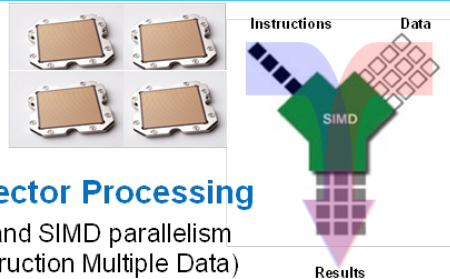 Instructions
Data
SIMD
ector Processing
and SIMD parallelism
ruction Multiple Data)
Results